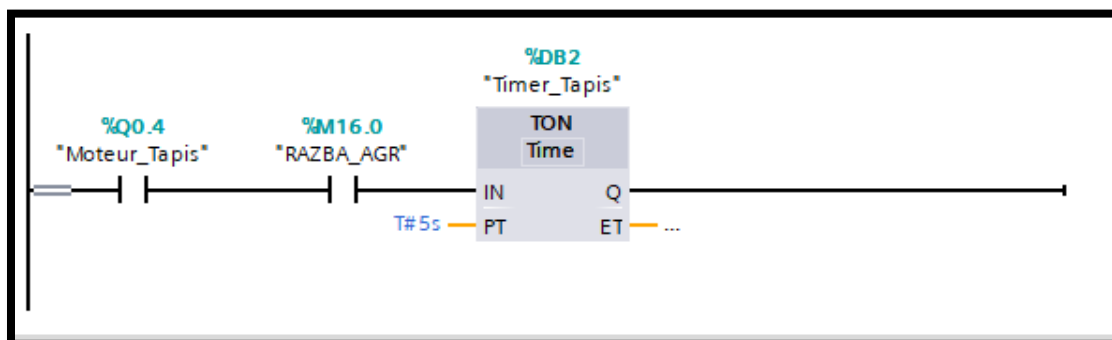 %DB2
"Timer_Tapis"
%Q0.4
%M16.0
TON
"Moteur_Tapis"
"RAZBA_AGR"
Time
IN
Q
T#5s
PT
ET
...